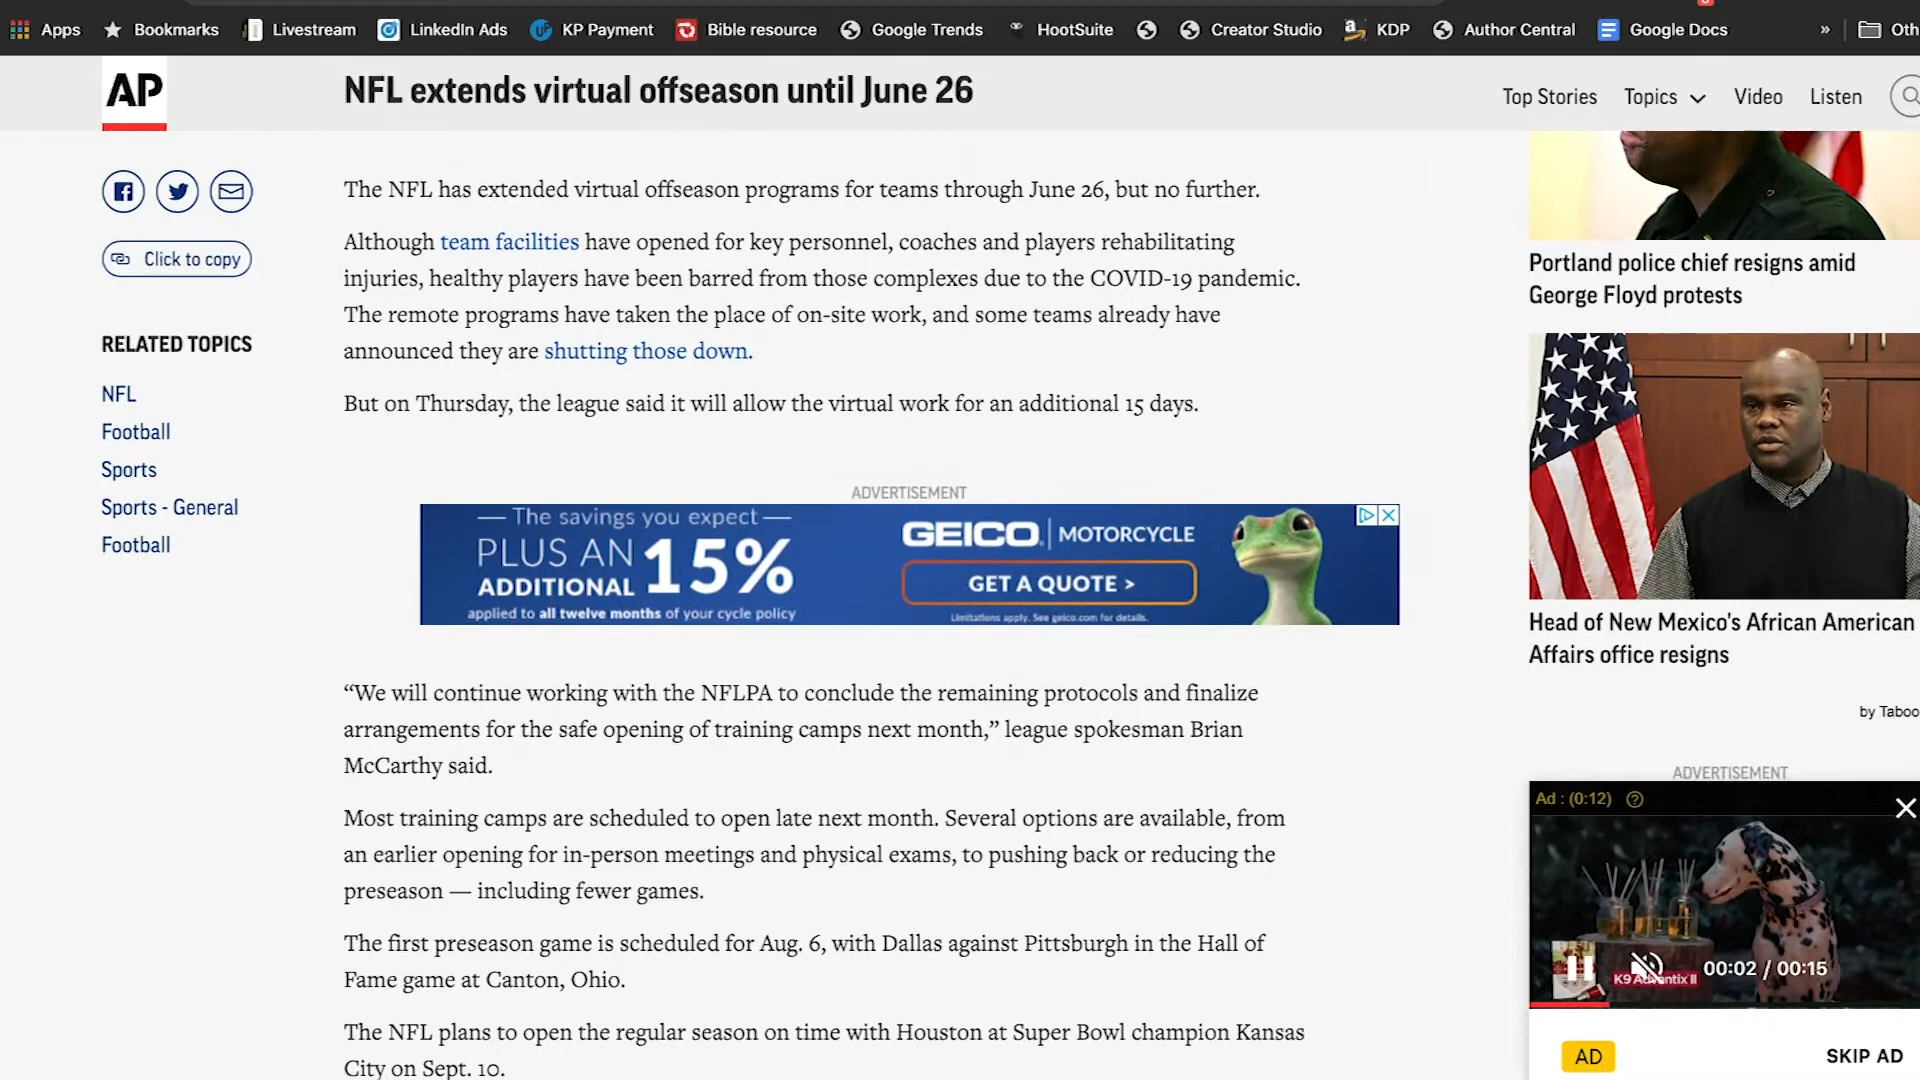 Apps
Bookmarks
Livestream
LinkedIn Ads
KP Payment
Bible resource
Google Trends
HootSuite
Creator Studio
KDP
Author Central
Google Docs
»
Oth
AP
NFL extends virtual offseason until June 26
Top Stories
Topics
Video
Listen
Click to copy
RELATED TOPICS
NFL
Football
Sports
Sports - General
Football
The NFL has extended virtual offseason programs for teams through June 26, but no further.
Although team facilities have opened for key personnel, coaches and players rehabilitating
injuries, healthy players have been barred from those complexes due to the COVID-19 pandemic.
The remote programs have taken the place of on-site work, and some teams already have
announced they are shutting those down.
But on Thursday, the league said it will allow the virtual work for an additional 15 days.
ADVERTISEMENT
— The savings you expect —
PLUS AN
ADDITIONAL 15%
applied to all twelve months of your cycle policy
GEICO. | MOTORCYCLE
GET A QUOTE >
Limitations apply. See geico.com for details.
“We will continue working with the NFLPA to conclude the remaining protocols and finalize
arrangements for the safe opening of training camps next month,” league spokesman Brian
McCarthy said.
Most training camps are scheduled to open late next month. Several options are available, from
an earlier opening for in-person meetings and physical exams, to pushing back or reducing the
preseason — including fewer games.
The first preseason game is scheduled for Aug. 6, with Dallas against Pittsburgh in the Hall of
Fame game at Canton, Ohio.
The NFL plans to open the regular season on time with Houston at Super Bowl champion Kansas
City on Sept. 10.
Portland police chief resigns amid
George Floyd protests
Head of New Mexico's African American
Affairs office resigns
by Taboo
ADVERTISEMENT
Ad : (0:12)
K9 Advantix II
00:02 / 00:15
AD
SKIP AD